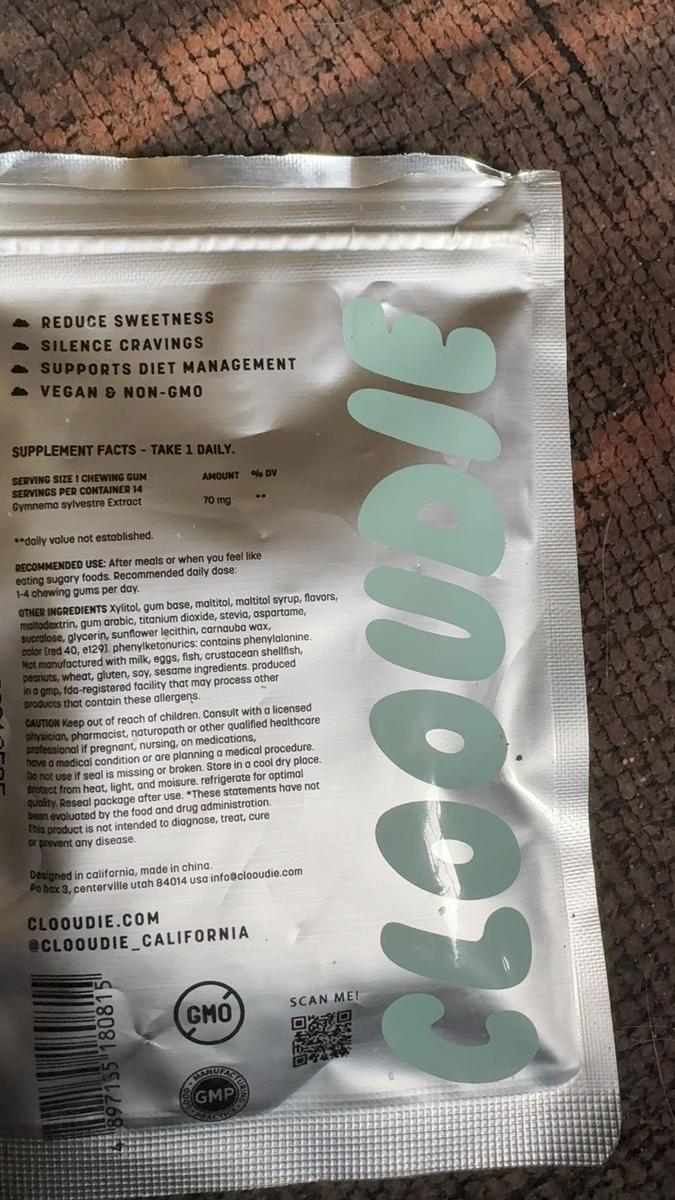 REDUCE SWEETNESS
SILENCE CRAVINGS
SUPPORTS DIET MANAGEMENT
VEGAN & NON-GMO
SUPPLEMENT FACTS - TAKE 1 DAILY.
SERVING SIZE 1 CHEWING GUM AMOUNT % DV
SERVINGS PER CONTAINER 14
Gymnema sylvestre Extract 70 mg **
**daily value not established.
RECOMMENDED USE: After meals or when you feel like
eating sugary foods. Recommended daily dose:
1-4 chewing gums per day.
OTHER INGREDIENTS Xylitol, gum base, maltitol, maltitol syrup, flavors,
maltodextrin, gum arabic, titanium dioxide, stevia, aspartame,
sucralose, glycerin, sunflower lecithin, carnauba wax,
color (red 40, e129). phenylketonurics: contains phenylalanine.
Not manufactured with milk, eggs, fish, crustacean shellfish,
peanuts, wheat, gluten, soy, sesame ingredients. produced
in a gmp, fda-registered facility that may process other
products that contain these allergens.
CAUTION Keep out of reach of children. Consult with a licensed
physician, pharmacist, naturopath or other qualified healthcare
professional if pregnant, nursing, on medications,
have a medical condition or are planning a medical procedure.
Do not use if seal is missing or broken. Store in a cool dry place.
protect from heat, light, and moisure. refrigerate for optimal
quality. Reseal package after use. *These statements have not
been evaluated by the food and drug administration.
This product is not intended to diagnose, treat, cure
or prevent any disease.
Designed in california, made in china.
Po box 3, centerville utah 84014 usa info@clooudie.com
CLOOUDIE.COM
@CLOOUDIE_CALIFORNIA
4 897135 180815
GMO
SCAN ME!
GOOD MANUFACTURING PRACTICE
GMP
CLOOUDIE